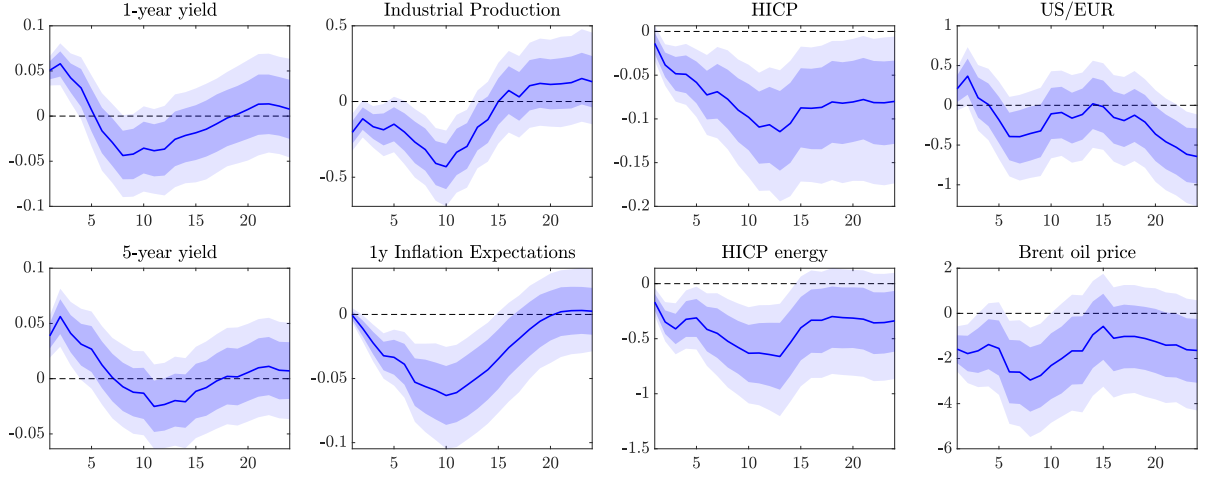 1-year yield
0.1
0.05
0
-0.05
-0.1
5 10 15 20
Industrial Production
0.5
0
-0.5
5 10 15 20
HICP
0
-0.05
-0.1
-0.15
-0.2
5 10 15 20
US/EUR
1
0.5
0
-0.5
-1
5 10 15 20
5-year yield
0.1
0.05
0
-0.05
5 10 15 20
1y Inflation Expectations
0
-0.05
-0.1
5 10 15 20
HICP energy
0
-0.5
-1
-1.5
5 10 15 20
Brent oil price
2
0
-2
-4
-6
5 10 15 20